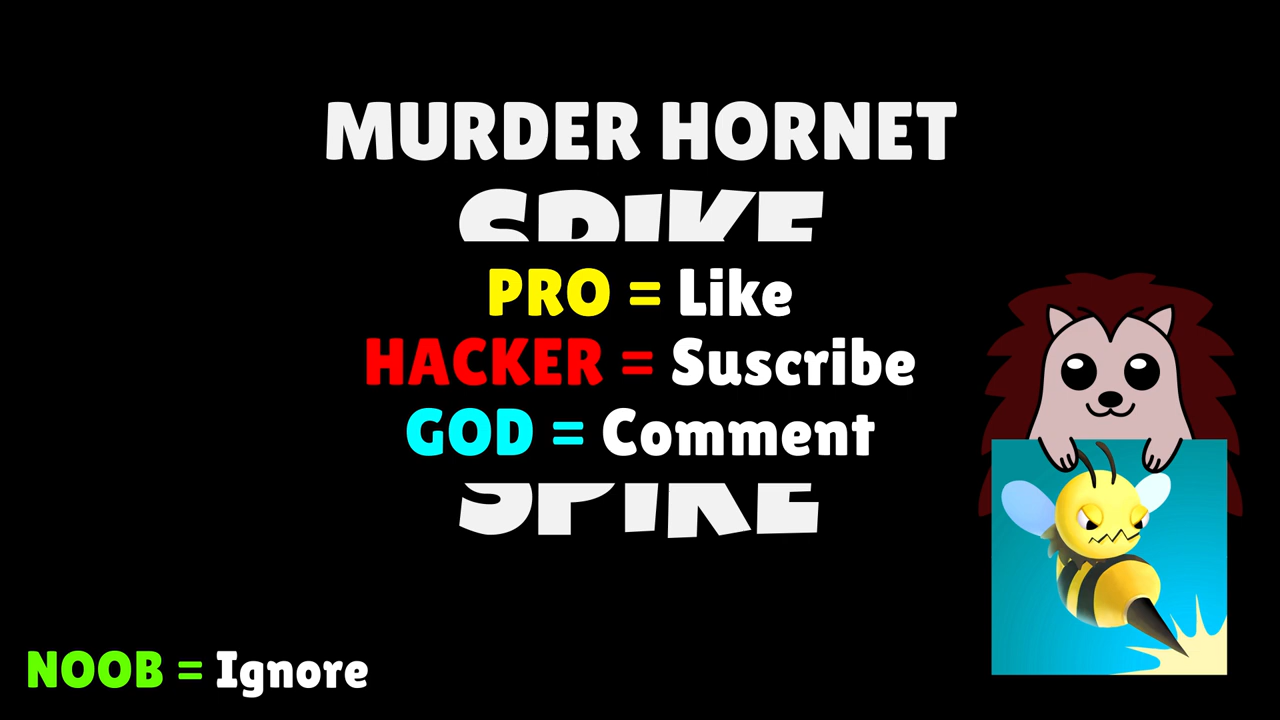 MURDER HORNET
SPIKE
PRO = Like
HACKER = Suscribe
GOD = Comment
SPIKE
NOOB = Ignore